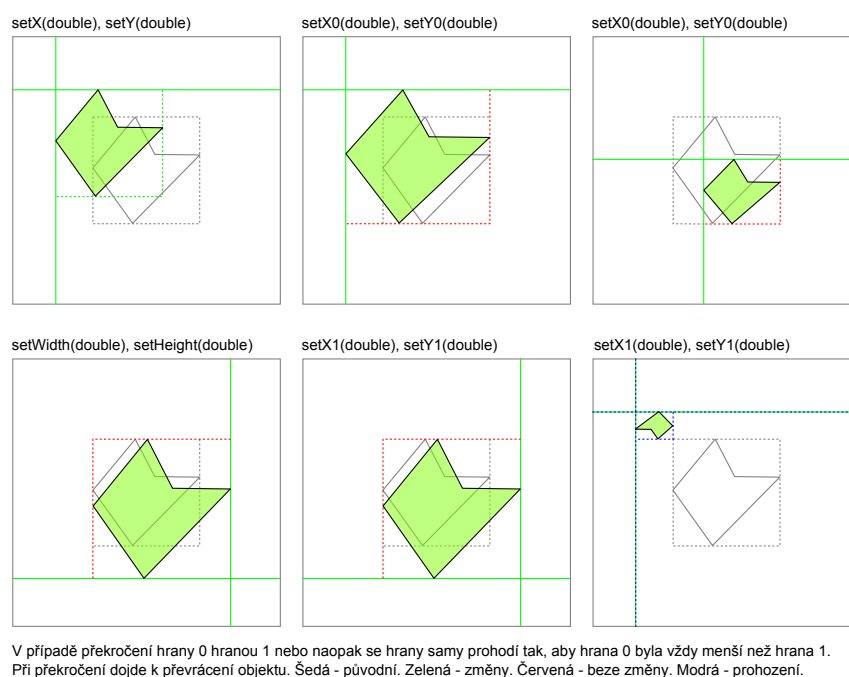 setX(double), setY(double)
setX0(double), setY0(double)
setX0(double), setY0(double)
setWidth(double), setHeight(double)
setX1(double), setY1(double)
setX1(double), setY1(double)
V případě překročení hrany 0 hranou 1 nebo naopak se hrany samy prohodí tak, aby hrana 0 byla vždy menší než hrana 1.
Při překročení dojde k převrácení objektu. Šedá - původní. Zelená - změny. Červená - beze změny. Modrá - prohození.